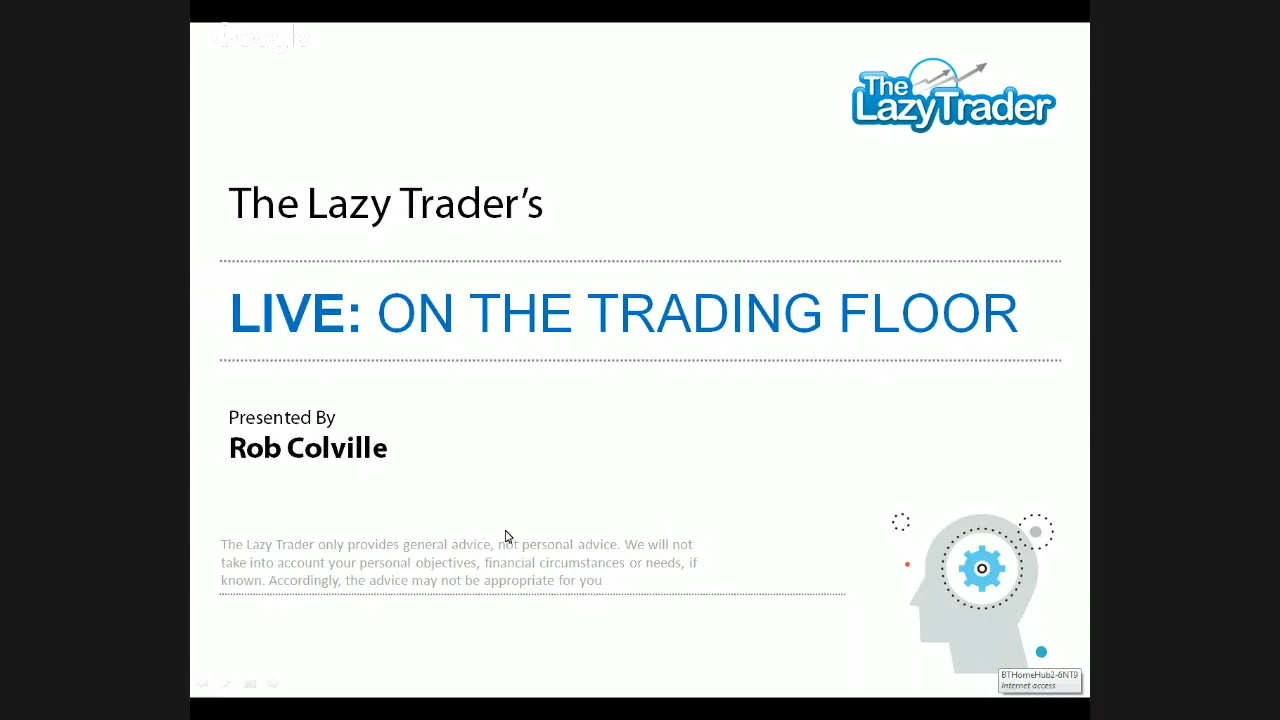 Google
The
LazyTrader
The Lazy Trader’s
LIVE: ON THE TRADING FLOOR
Presented By
Rob Colville
The Lazy Trader only provides general advice, not personal advice. We will not
take into account your personal objectives, financial circumstances or needs, if
known. Accordingly, the advice may not be appropriate for you
BTHomeHub2-6NT9
Internet access